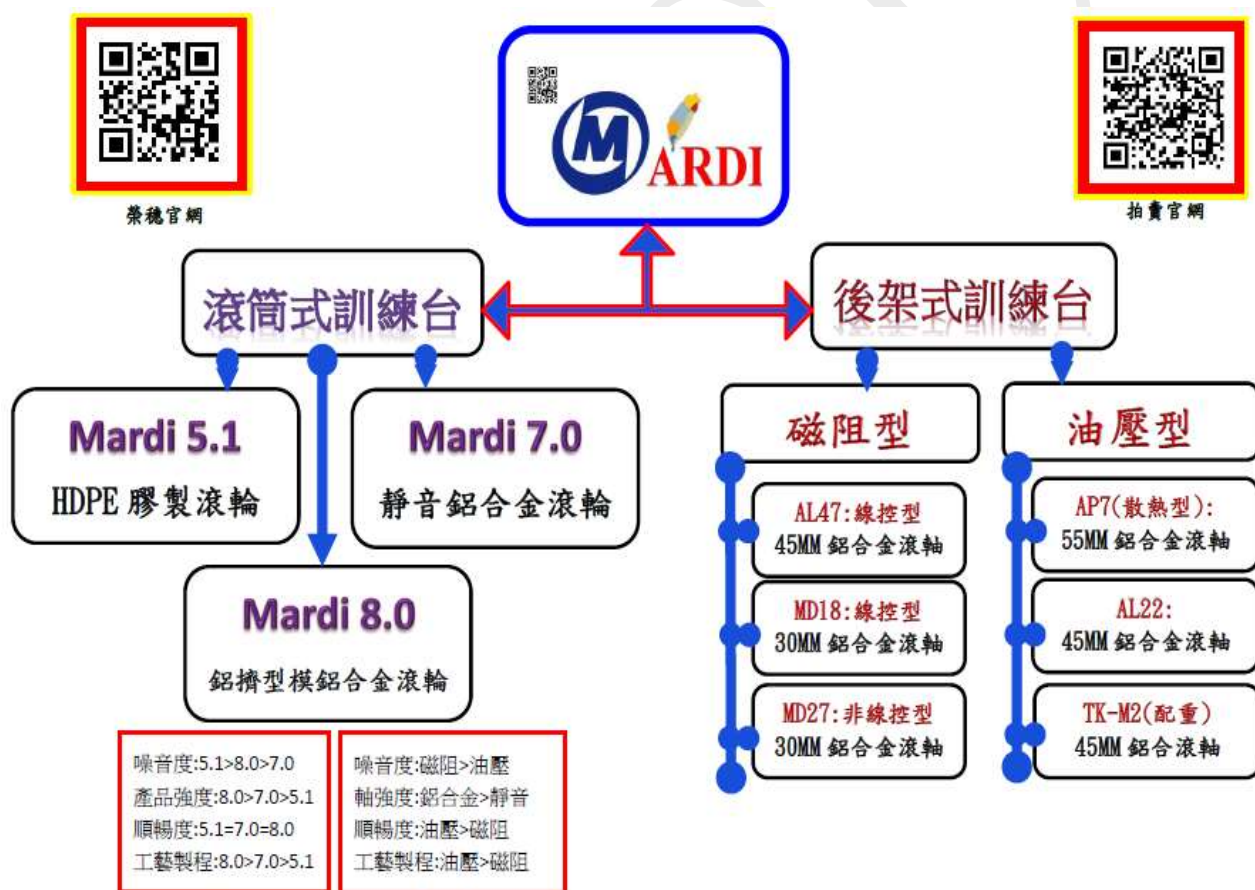 MARDI
榮穗官網
拍賣官網
滾筒式訓練台
後架式訓練台
Mardi 5.1
HDPE 膠製滾輪
Mardi 7.0
靜音鋁合金滾輪
Mardi 8.0
鋁擠型模鋁合金滾輪
磁阻型
AL47:線控型
45MM 鋁合金滾軸
MD18:線控型
30MM 鋁合金滾軸
MD27:非線控型
30MM 鋁合金滾軸
油壓型
AP7(散熱型):
55MM 鋁合金滾軸
AL22:
45MM 鋁合金滾軸
TK-M2(配重)
45MM 鋁合滾軸
噪音度:5.1>8.0>7.0
產品強度:8.0>7.0>5.1
順暢度:5.1=7.0=8.0
工藝製程:8.0>7.0>5.1
噪音度:磁阻>油壓
軸強度:鋁合金>靜音
順暢度:油壓>磁阻
工藝製程:油壓>磁阻